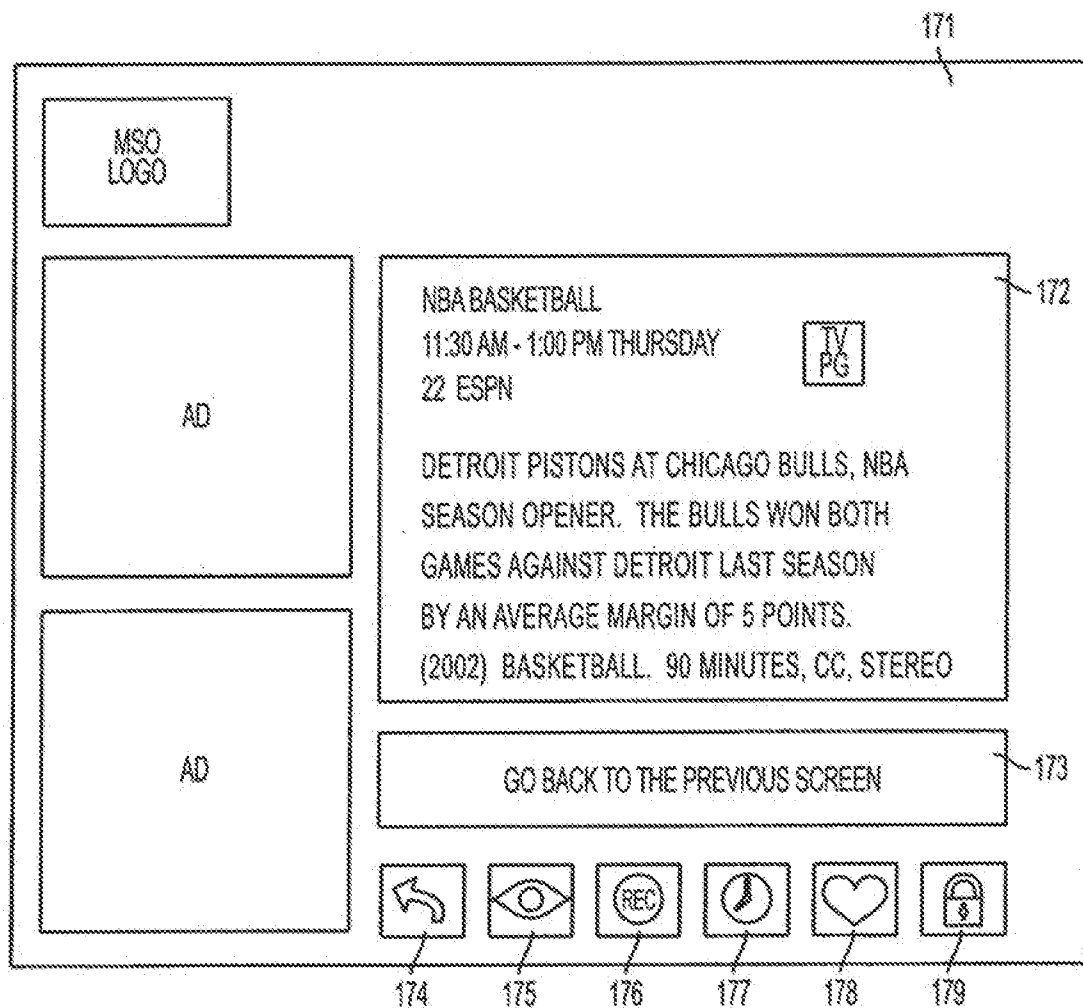 171
MSO
LOGO
NBA BASKETBALL
172
11:30 AM - 1:00 PM THURSDAY
TV
PG
22 ESPN
AD
DETROIT PISTONS AT CHICAGO BULLS, NBA
SEASON OPENER. THE BULLS WON BOTH
GAMES AGAINST DETROIT LAST SEASON
BY AN AVERAGE MARGIN OF 5 POINTS.
(2002) BASKETBALL. 90 MINUTES, CC, STEREO
AD
GO BACK TO THE PREVIOUS SCREEN
173
REC
174
175
176
177
178
179